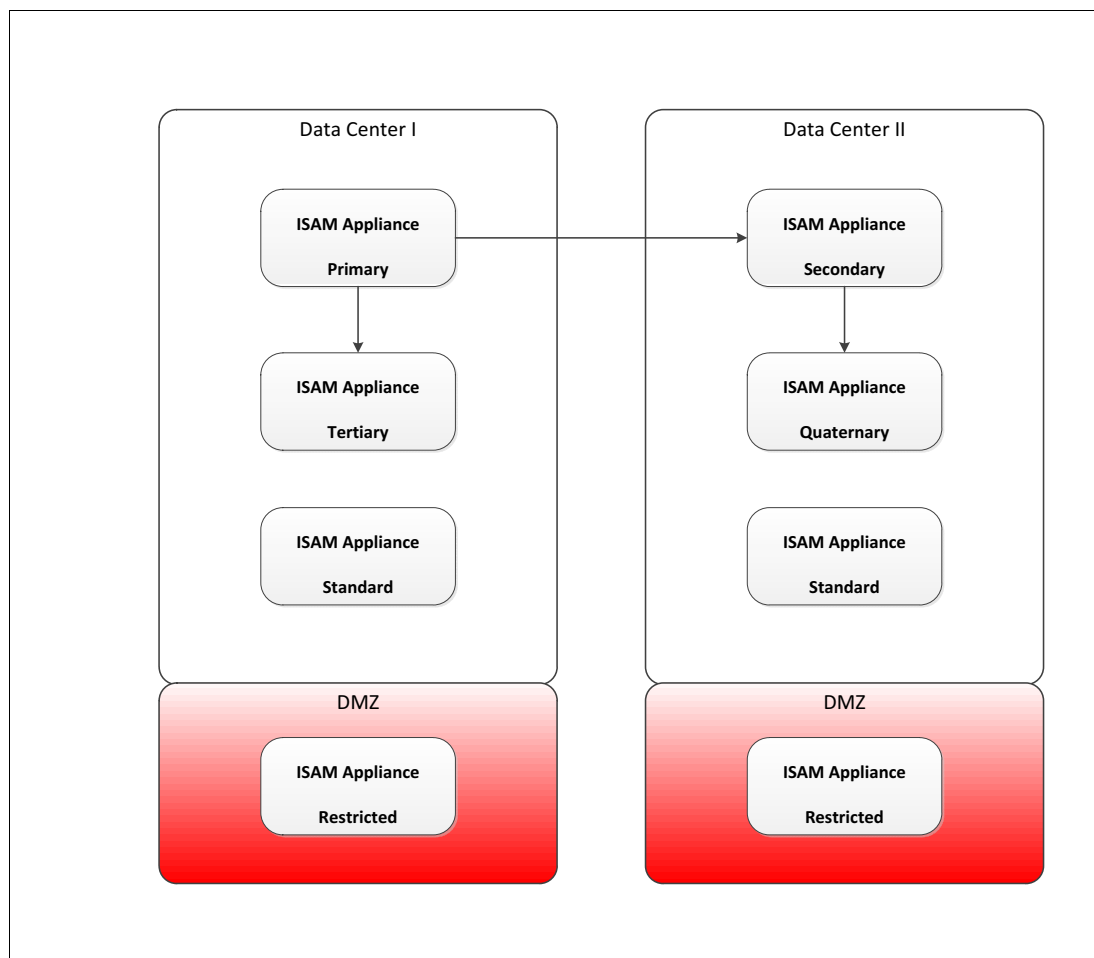 Data Center I
ISAM Appliance
Primary
ISAM Appliance
Tertiary
ISAM Appliance
Standard
DMZ
ISAM Appliance
Restricted
Data Center II
ISAM Appliance
Secondary
ISAM Appliance
Quaternary
ISAM Appliance
Standard
DMZ
ISAM Appliance
Restricted